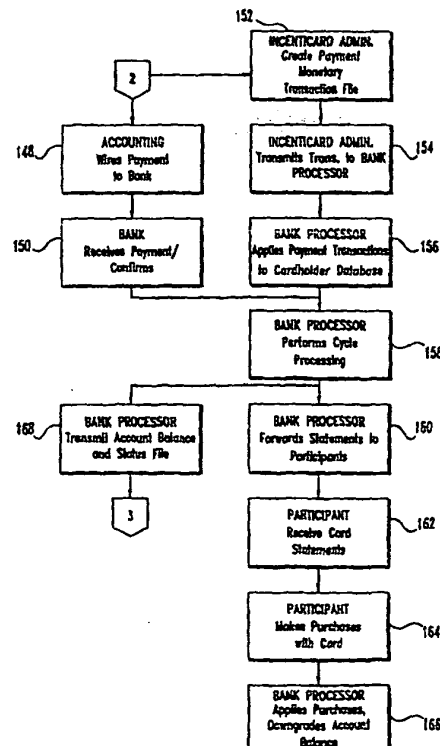 152
INCENTICARD ADMIN.
Create Payment
Monetary
Transaction File
2
148
ACCOUNTING
Wires Payment
to Bank
INCENTICARD ADMIN.
Transmits Trans. to BANK
PROCESSOR
154
150
BANK
Receives Payment/
Confirms
BANK PROCESSOR
Applies Payment Transactions
to Cardholder Database
156
BANK PROCESSOR
Performs Cycle
Processing
158
168
BANK PROCESSOR
Transmit Account Balance
and Status File
BANK PROCESSOR
Forwards Statements to
Participants
160
3
PARTICIPANT
Receive Card
Statements
162
PARTICIPANT
Makes Purchases
with Card
164
BANK PROCESSOR
Applies Purchases,
Downgrades Account
Balance
166